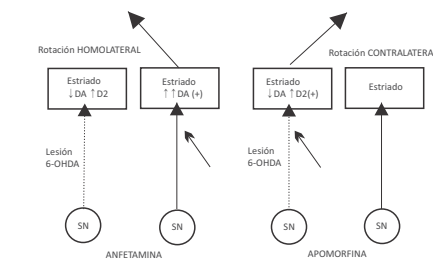 Rotación HOMOLATERAL
Rotación CONTRALATERA
Estriado
↓DA ↑D2
Estriado
↑↑DA (+)
Estriado
↓DA ↑D2(+)
Estriado
Lesión
6-OHDA
Lesión
6-OHDA
SN
SN
SN
SN
ANFETAMINA
APOMORFINA